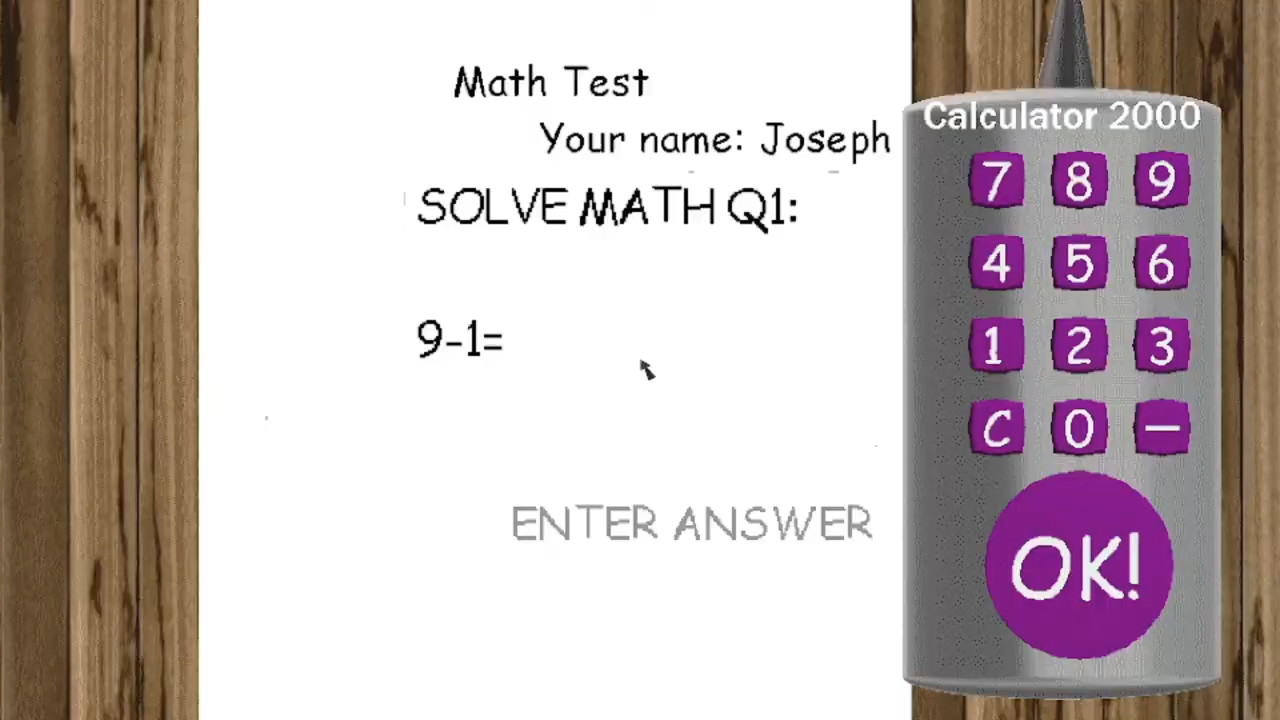 Math Test
Your name: Joseph
SOLVE MATH Q1:
9-1=
ENTER ANSWER
Calculator 2000
7 8 9
4 5 6
1 2 3
C 0 —
OK!